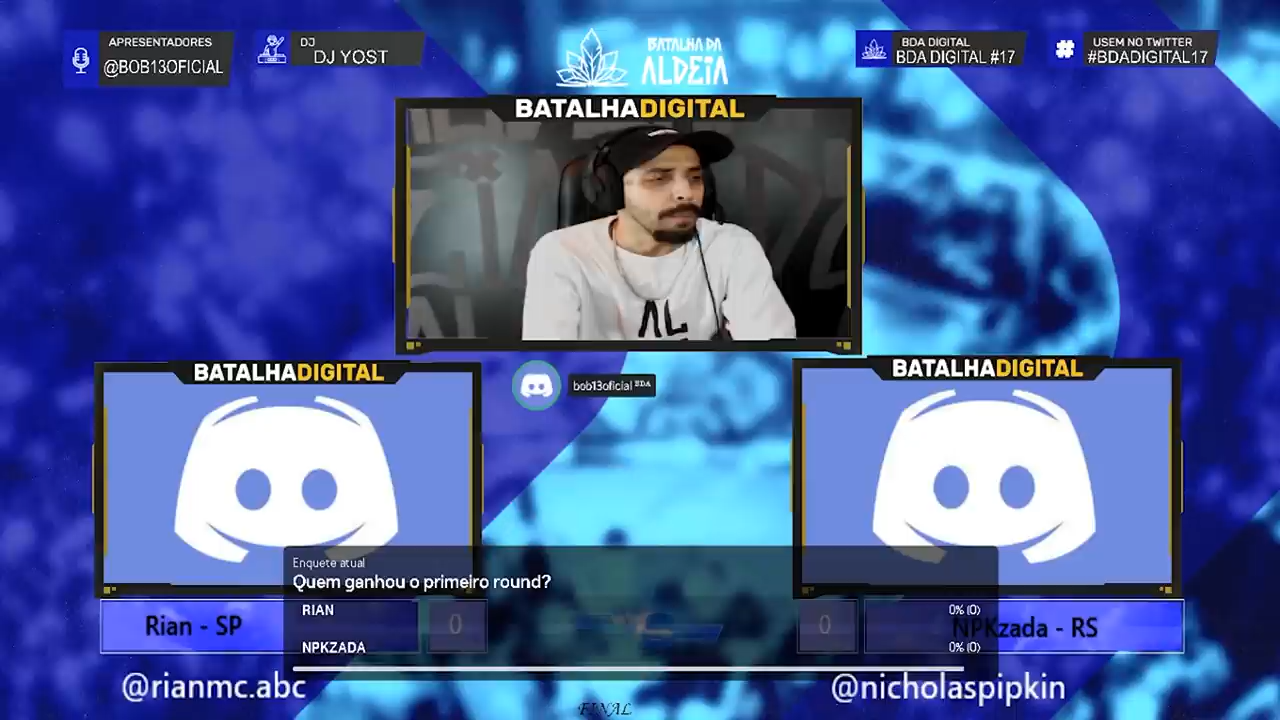 APRESENTADORES
@BOB13OFICIAL
DJ
DJ YOST
BATALHA DA
ALDEIA
BDA DIGITAL
BDA DIGITAL #17
#
USEM NO TWITTER
#BDADIGITAL17
BATALHADIGITAL
AL
BATALHADIGITAL
bob13oficial BDA
BATALHADIGITAL
Enquete atual
Quem ganhou o primeiro round?
RIAN
0% (0)
NPKZADA
0% (0)
Rian - SP
0
0
NPKzada - RS
@rianmc.abc
@nicholaspipkin
FINAL